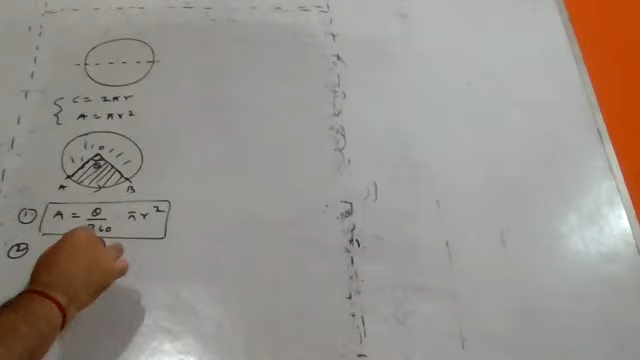 C = 2πr
A = πr2
O
θ
A B
① A = θ/360 πr²
②